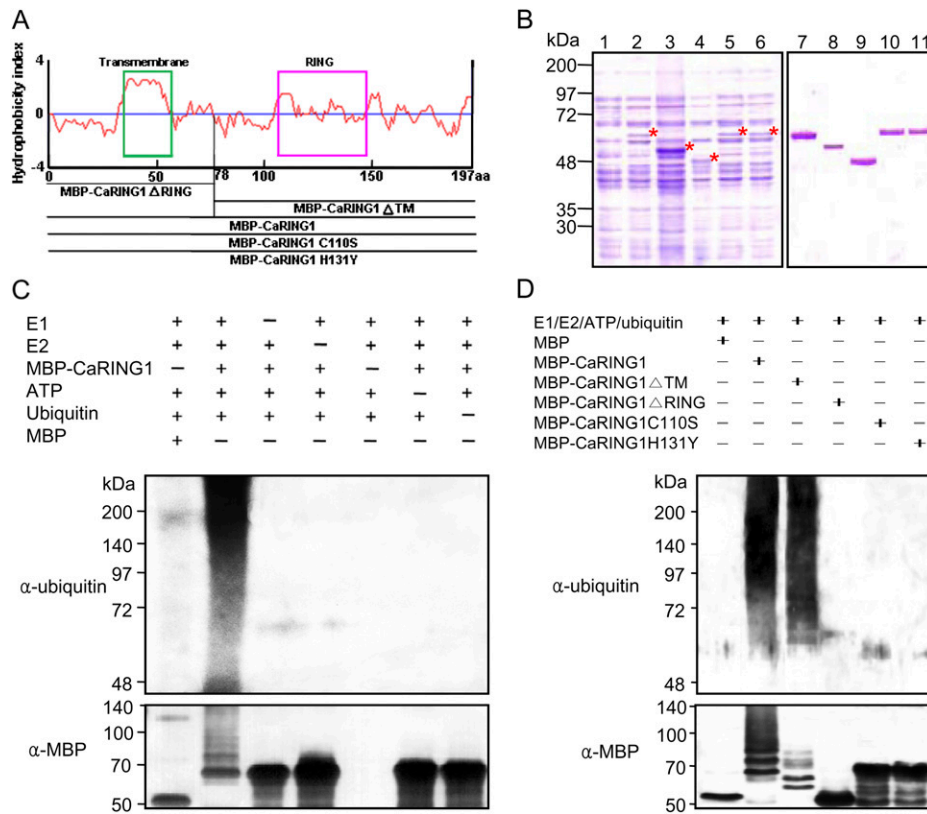 A
Transmembrane
RING
Hydrophobicity index
4
0
-4
0 50 78 100 150 197aa
MBP-CaRING1 △RING
MBP-CaRING1 △TM
MBP-CaRING1
MBP-CaRING1 C110S
MBP-CaRING1 H131Y
B
kDa 1 2 3 4 5 6 7 8 9 10 11
200
97
72
48
35
30
* * * * *
C
E1 + + − + + + +
E2 + + + − + + +
MBP-CaRING1 − + + + − + +
ATP + + + + + − +
Ubiquitin + + + + + + −
MBP + − − − − − −
kDa
200
140
97
72
48
α-ubiquitin
140
100
70
50
α-MBP
D
E1/E2/ATP/ubiquitin + + + + + +
MBP + − − − − −
MBP-CaRING1 − + − − − −
MBP-CaRING1△TM − − + − − −
MBP-CaRING1△RING − − − + − −
MBP-CaRING1C110S − − − − + −
MBP-CaRING1H131Y − − − − − +
kDa
200
140
97
72
48
α-ubiquitin
140
100
70
50
α-MBP